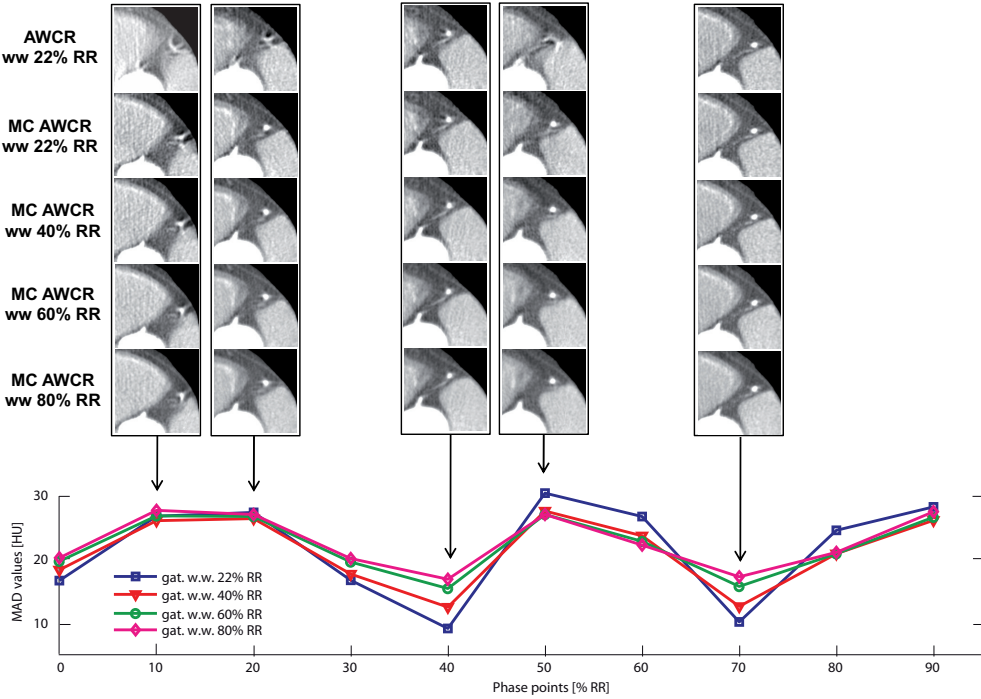 AWCR
ww 22% RR
MC AWCR
ww 22% RR
MC AWCR
ww 40% RR
MC AWCR
ww 60% RR
MC AWCR
ww 80% RR
MAD values [HU]
30
20
10
gat. w.w. 22% RR
gat. w.w. 40% RR
gat. w.w. 60% RR
gat. w.w. 80% RR
0 10 20 30 40 50 60 70 80 90
Phase points [% RR]